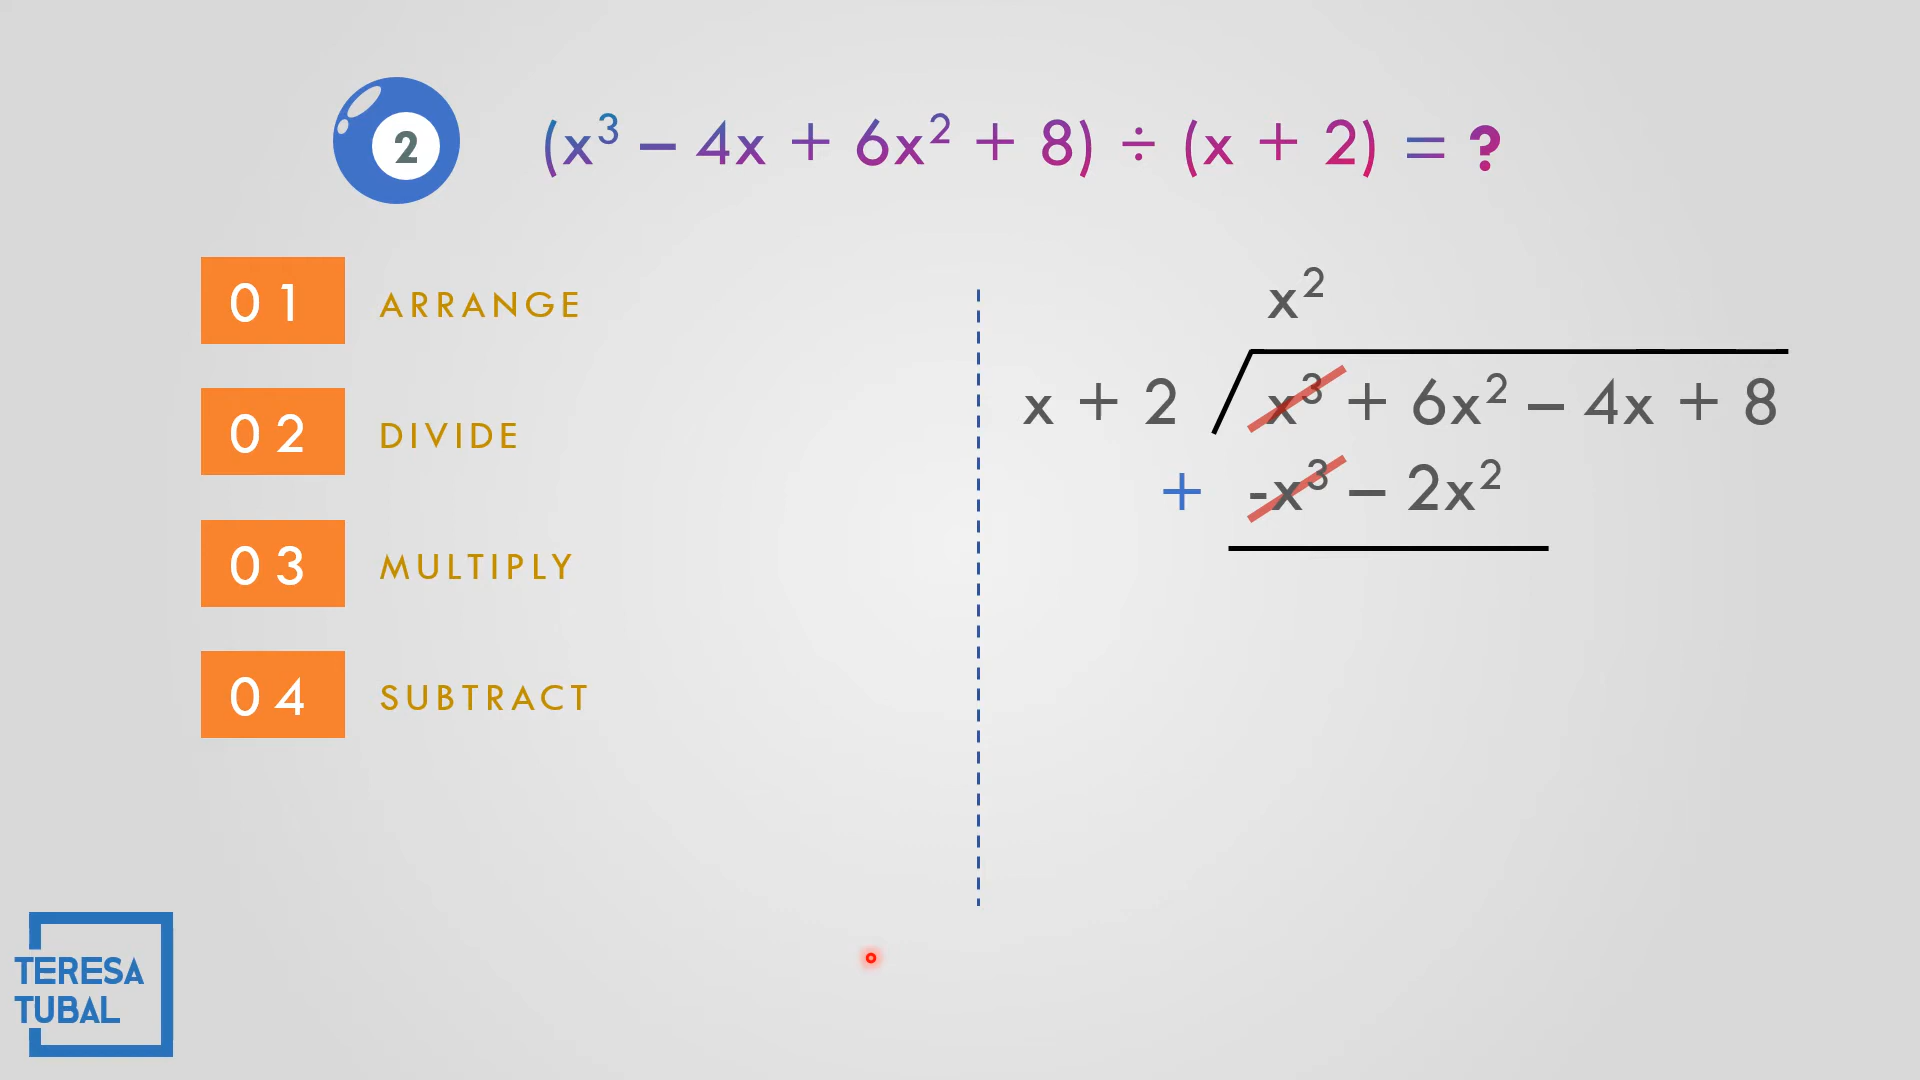 2
(x³ – 4x + 6x² + 8) ÷ (x + 2) = ?
01 ARRANGE
02 DIVIDE
03 MULTIPLY
04 SUBTRACT
x²
x + 2 x³ + 6x² – 4x + 8
+ -x³ – 2x²
TERESA
TUBAL